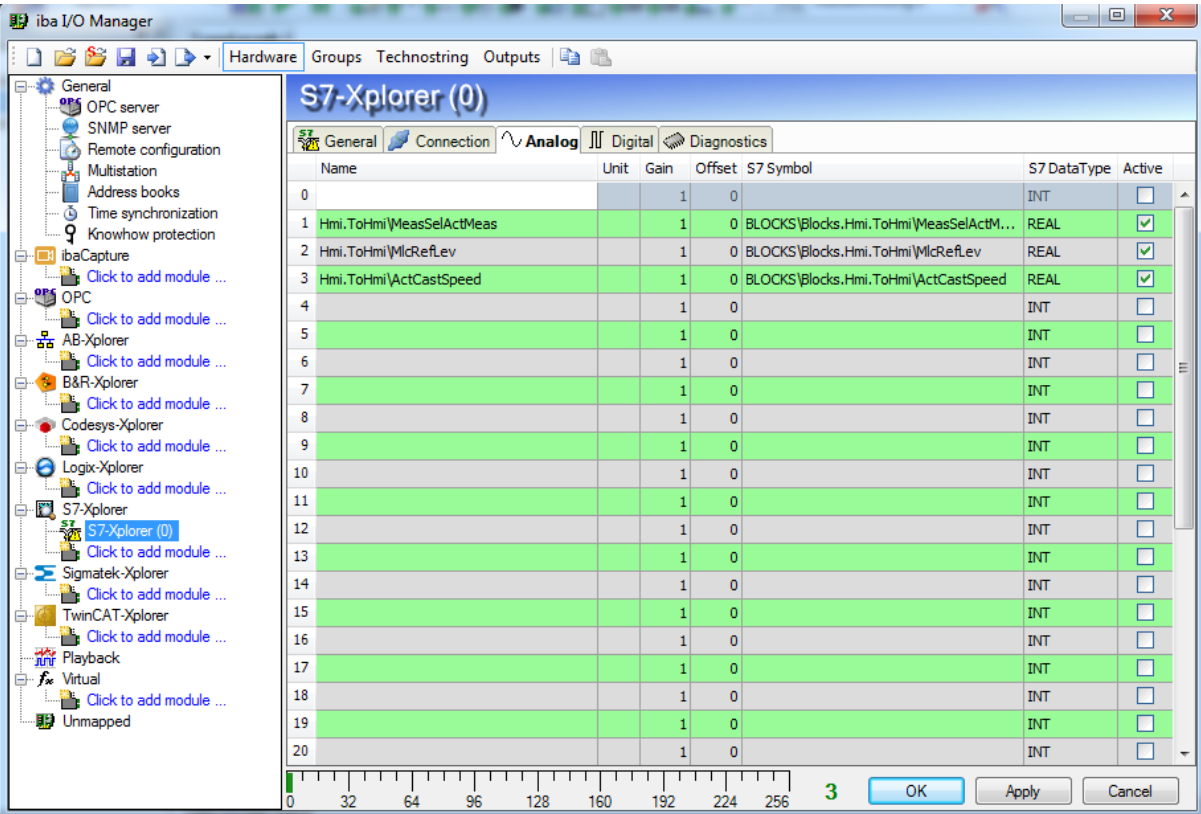 iba I/O Manager
Hardware Groups Technostring Outputs
General
OPC
OPC server
SNMP server
Remote configuration
Multistation
Address books
Time synchronization
Knowhow protection
ibaCapture
Click to add module ...
OPC
OPC
Click to add module ...
AB-Xplorer
Click to add module ...
B&R-Xplorer
Click to add module ...
Codesys-Xplorer
Click to add module ...
Logix-Xplorer
Click to add module ...
S7-Xplorer
S7
S7-Xplorer (0)
Click to add module ...
Sigmatek-Xplorer
Click to add module ...
TwinCAT-Xplorer
Click to add module ...
Playback
fx Virtual
Click to add module ...
Unmapped
S7-Xplorer (0)
S7 General Connection Analog Digital Diagnostics
Name Unit Gain Offset S7 Symbol S7 DataType Active
0 1 0 INT
1 Hmi.ToHmi\MeasSelActMeas 1 0 BLOCKS\Blocks.Hmi.ToHmi\MeasSelActM... REAL
2 Hmi.ToHmi\MlcRefLev 1 0 BLOCKS\Blocks.Hmi.ToHmi\MlcRefLev REAL
3 Hmi.ToHmi\ActCastSpeed 1 0 BLOCKS\Blocks.Hmi.ToHmi\ActCastSpeed REAL
4 1 0 INT
5 1 0 INT
6 1 0 INT
7 1 0 INT
8 1 0 INT
9 1 0 INT
10 1 0 INT
11 1 0 INT
12 1 0 INT
13 1 0 INT
14 1 0 INT
15 1 0 INT
16 1 0 INT
17 1 0 INT
18 1 0 INT
19 1 0 INT
20 1 0 INT
0 32 64 96 128 160 192 224 256
3 OK Apply Cancel